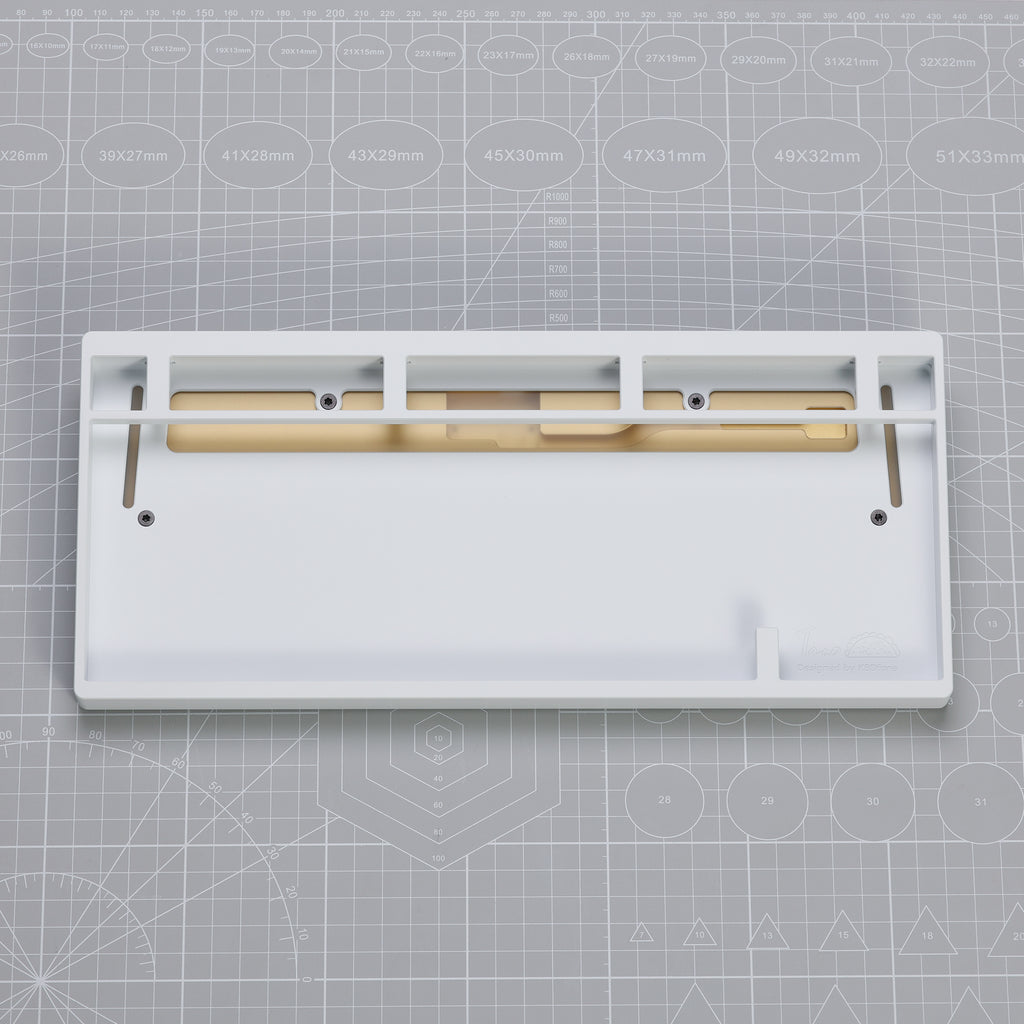 80 90 100 110 120 130 140 150 160 170 180 190 200 210 220 230 240 250 260 270 280 290 300 310 320 330 340 350 360 370 380 390 400 410 420 430 440 450 460
16X10mm 17X11mm 18X12mm 19X13mm 20X14mm 21X15mm 22X16mm 23X17mm 26X18mm 27X19mm 29X20mm 31X21mm 32X22mm
X26mm 39X27mm 41X28mm 43X29mm 45X30mm 47X31mm 49X32mm 51X33mm
R1000
R900
R800
R700
R600
R500
13
Designed by KBDfans
100 90 80 70 60 50 40 30 20 10 0
10
20
40
60
80
100
28 29 30 31
7 10 13 15 18 20